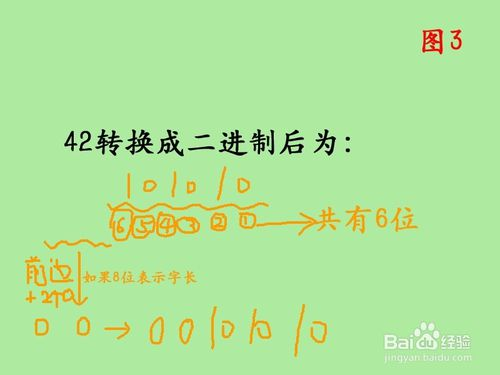 图3
42转换成二进制后为:
101010
⑥⑤④③②① 共有6位
前边 如果8位表示字长
+2个0
00→00101010
Bai度经验
jingyan.baidu.com